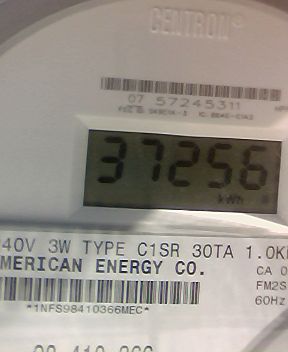 CENTRON®
07 57245311
37256
kWh
40V 3W TYPE C1SR 30TA 1.0K
MERICAN ENERGY CO.
CA 0
FM2S
60Hz
*1NFS98410366MEC*